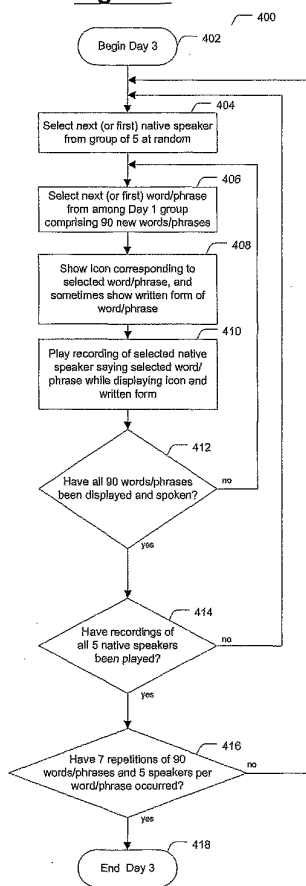 400
Begin Day 3
402
404
Select next (or first) native speaker
from group of 5 at random
406
Select next (or first) word/phrase
from among Day 1 group
comprising 90 new words/phrases
408
Show icon corresponding to
selected word/phrase, and
sometimes show written form of
word/phrase
410
Play recording of selected native
speaker saying selected word/
phrase while displaying icon and
written form
412
Have all 90 words/phrases
been displayed and spoken?
no
yes
414
Have recordings of
all 5 native speakers
been played?
no
yes
416
Have 7 repetitions of 90
words/phrases and 5 speakers per
word/phrase occurred?
no
yes
418
End Day 3